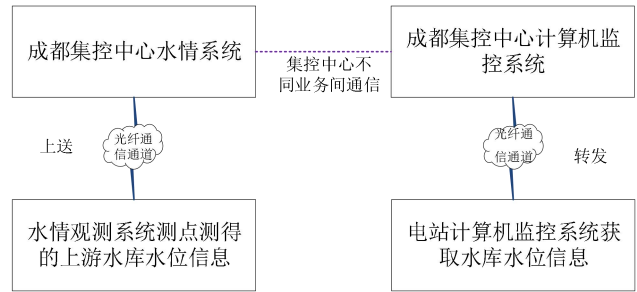 成都集控中心水情系统
成都集控中心计算机监
控系统
集控中心不
同业务间通信
上送
光纤通
信通道
光纤通
信通道
转发
水情观测系统测点测得
的上游水库水位信息
电站计算机监控系统获
取水库水位信息